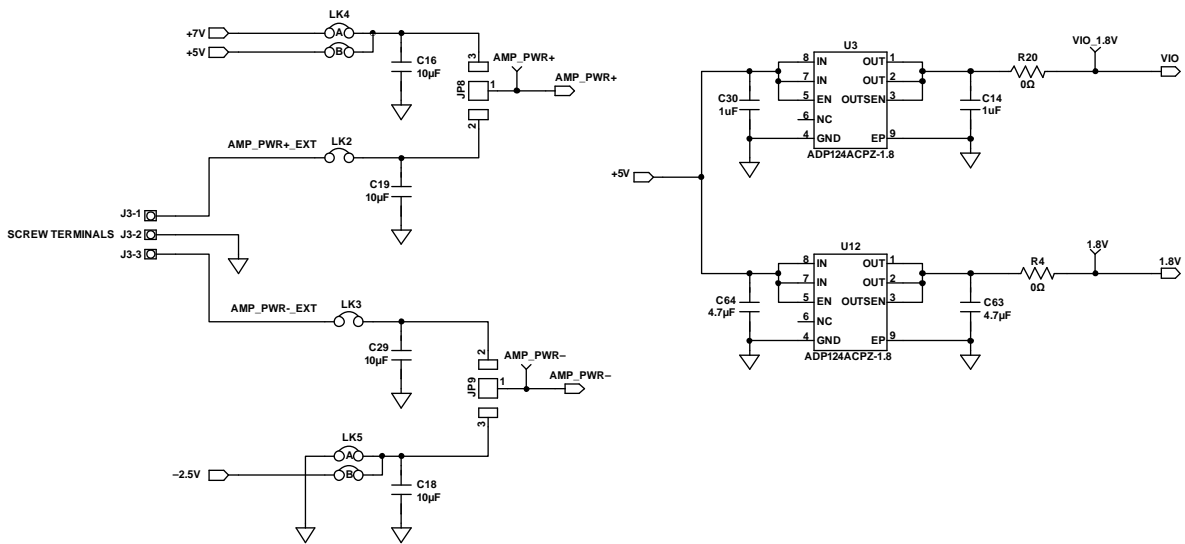 LK4
+7V
A
+5V
B
C16
10µF
3
JP8
1
2
AMP_PWR+
AMP_PWR+
AMP_PWR+_EXT
LK2
C19
10µF
J3-1
SCREW TERMINALS J3-2
J3-3
AMP_PWR-_EXT
LK3
C29
10µF
2
JP9
1
3
AMP_PWR–
AMP_PWR–
LK5
A
–2.5V
B
C18
10µF
+5V
U3
8 IN OUT 1
7 IN OUT 2
5 EN OUTSEN 3
6 NC
4 GND EP 9
ADP124ACPZ-1.8
C30
1uF
C14
1uF
R20
0Ω
VIO_1.8V
VIO
U12
8 IN OUT 1
7 IN OUT 2
5 EN OUTSEN 3
6 NC
4 GND EP 9
ADP124ACPZ-1.8
C64
4.7µF
C63
4.7µF
R4
0Ω
1.8V
1.8V